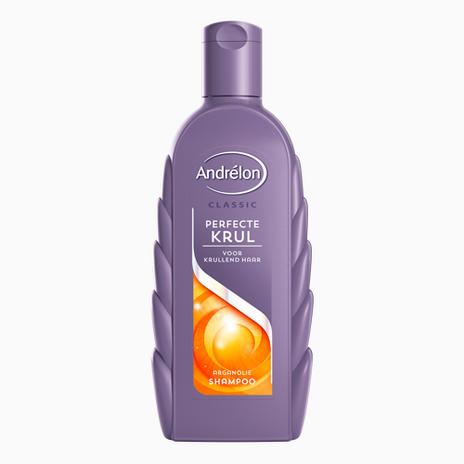 Andrélon
CLASSIC
PERFECTE
KRUL
VOOR
KRULLEND HAAR
ARGANOLIE
SHAMPOO